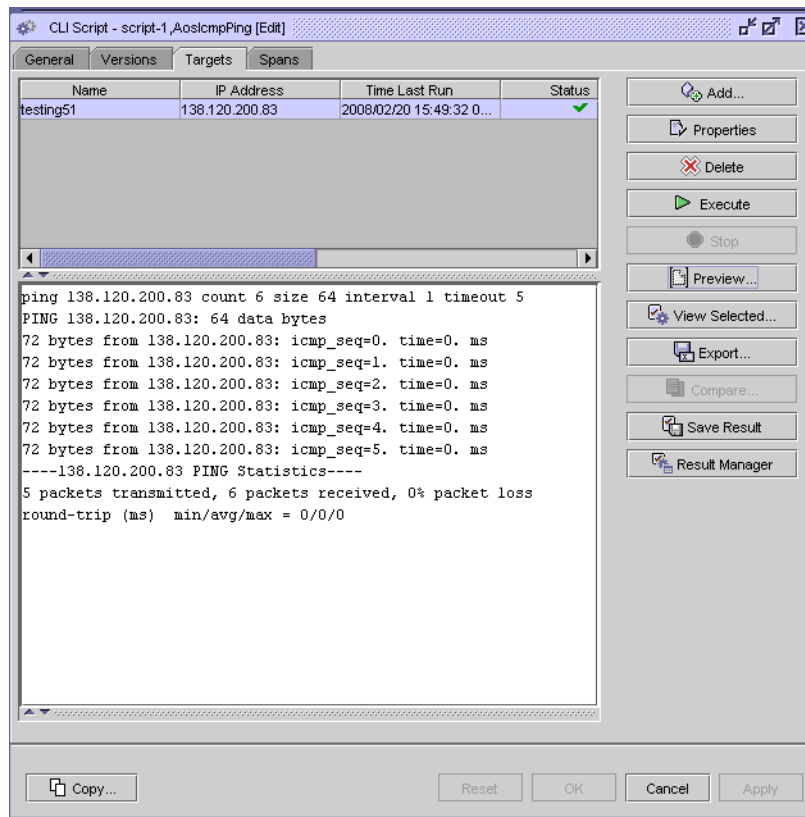 CLI Script - script-1 ,AosIcmpPing [Edit]
General Versions Targets Spans
Name IP Address Time Last Run Status
testing51 138.120.200.83 2008/02/20 15:49:32 0...
Add...
Properties
Delete
Execute
Stop
Preview...
View Selected...
Export...
Compare...
Save Result
Result Manager
ping 138.120.200.83 count 6 size 64 interval 1 timeout 5
PING 138.120.200.83: 64 data bytes
72 bytes from 138.120.200.83: icmp_seq=0. time=0. ms
72 bytes from 138.120.200.83: icmp_seq=1. time=0. ms
72 bytes from 138.120.200.83: icmp_seq=2. time=0. ms
72 bytes from 138.120.200.83: icmp_seq=3. time=0. ms
72 bytes from 138.120.200.83: icmp_seq=4. time=0. ms
72 bytes from 138.120.200.83: icmp_seq=5. time=0. ms
----138.120.200.83 PING Statistics----
5 packets transmitted, 6 packets received, 0% packet loss
round-trip (ms)  min/avg/max = 0/0/0
Copy... Reset OK Cancel Apply